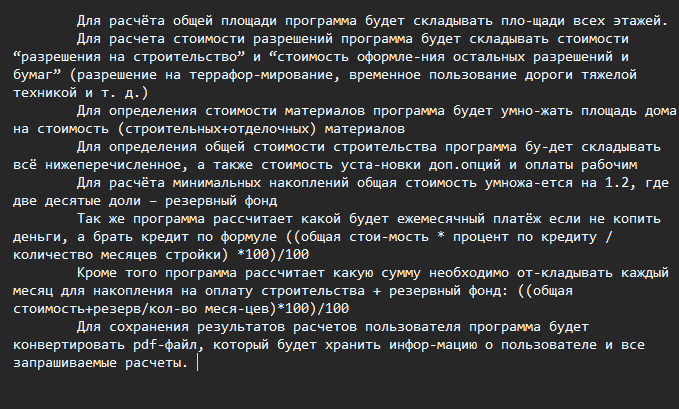 Для расчёта общей площади программа будет складывать пло-щади всех этажей.
Для расчета стоимости разрешений программа будет складывать стоимости
“разрешения на строительство” и “стоимость оформле-ния остальных разрешений и
бумаг” (разрешение на террафор-мирование, временное пользование дороги тяжелой
техникой и т. д.)
Для определения стоимости материалов программа будет умно-жать площадь дома
на стоимость (строительных+отделочных) материалов
Для определения общей стоимости строительства программа бу-дет складывать
всё нижеперечисленное, а также стоимость уста-новки доп.опций и оплаты рабочим
Для расчёта минимальных накоплений общая стоимость умножа-ется на 1.2, где
две десятые доли – резервный фонд
Так же программа рассчитает какой будет ежемесячный платёж если не копить
деньги, а брать кредит по формуле ((общая стои-мость * процент по кредиту /
количество месяцев стройки) *100)/100
Кроме того программа рассчитает какую сумму необходимо от-кладывать каждый
месяц для накопления на оплату строительства + резервный фонд: ((общая
стоимость+резерв/кол-во меся-цев)*100)/100
Для сохранения результатов расчетов пользователя программа будет
конвертировать pdf-файл, который будет хранить инфор-мацию о пользователе и все
запрашиваемые расчеты.